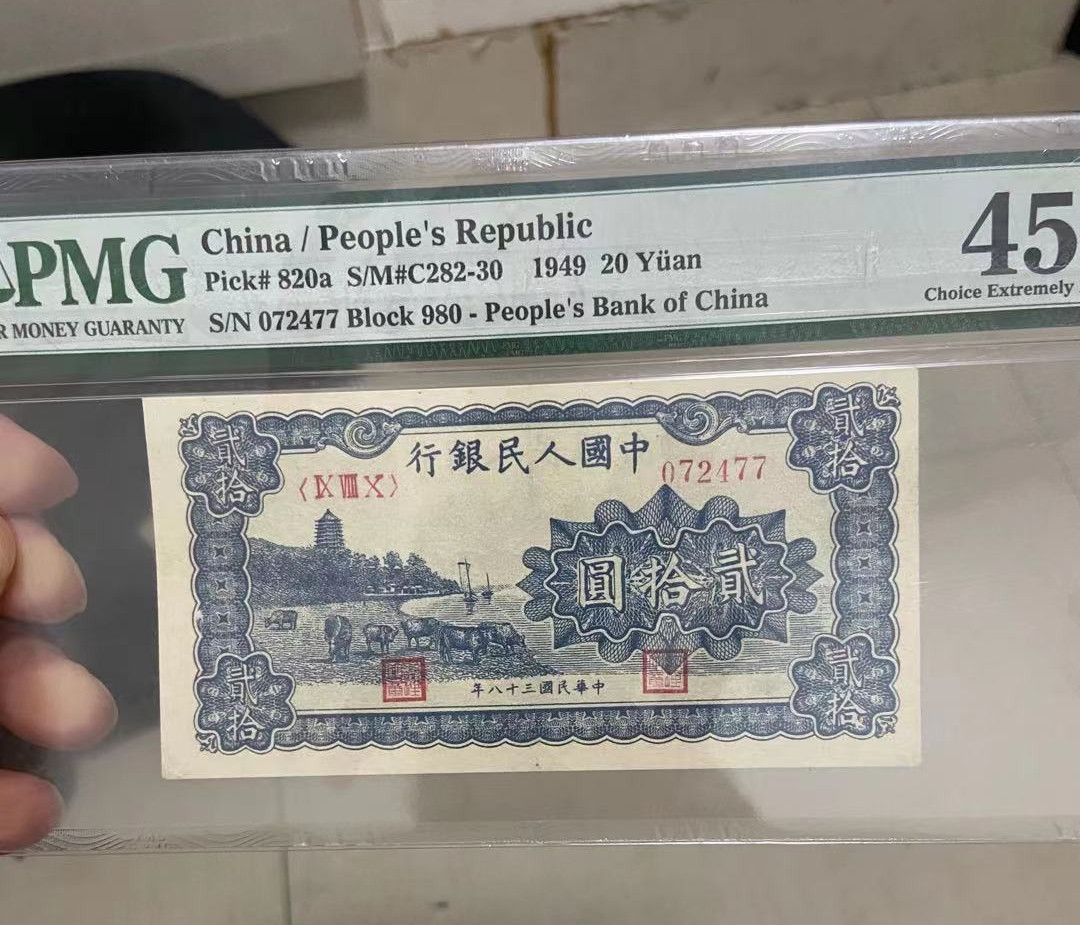 PMG
R MONEY GUARANTY
China / People's Republic
Pick# 820a S/M#C282-30 1949 20 Yüan
S/N 072477 Block 980 - People's Bank of China
45
Choice Extremely
貳拾
貳拾
中國人民銀行
〈Ⅸ Ⅷ Ⅹ〉
072477
貳拾圓
貳拾
貳拾
中華民國三十八年